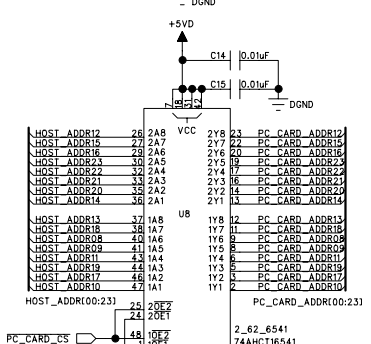 DGND
+5VD
C14 0.01uF
C15 0.01uF
DGND
7 18 31 42
VCC
HOST_ADDR12 26 2A8 2Y8 23 PC_CARD_ADDR12
HOST_ADDR15 27 2A7 2Y7 22 PC_CARD_ADDR15
HOST_ADDR16 29 2A6 2Y6 20 PC_CARD_ADDR16
HOST_ADDR23 30 2A5 2Y5 19 PC_CARD_ADDR23
HOST_ADDR22 32 2A4 2Y4 17 PC_CARD_ADDR22
HOST_ADDR21 33 2A3 2Y3 16 PC_CARD_ADDR21
HOST_ADDR20 35 2A2 2Y2 14 PC_CARD_ADDR20
HOST_ADDR14 36 2A1 2Y1 13 PC_CARD_ADDR14
U8
HOST_ADDR13 37 1A8 1Y8 12 PC_CARD_ADDR13
HOST_ADDR18 38 1A7 1Y7 11 PC_CARD_ADDR18
HOST_ADDR08 40 1A6 1Y6 9 PC_CARD_ADDR08
HOST_ADDR09 41 1A5 1Y5 8 PC_CARD_ADDR09
HOST_ADDR11 43 1A4 1Y4 6 PC_CARD_ADDR11
HOST_ADDR19 44 1A3 1Y3 5 PC_CARD_ADDR19
HOST_ADDR17 46 1A2 1Y2 3 PC_CARD_ADDR17
HOST_ADDR10 47 1A1 1Y1 2 PC_CARD_ADDR10
HOST_ADDR[00:23] PC_CARD_ADDR[00:23]
25 2OE2
24 2OE1
PC_CARD_CS 48 1OE2
2_62_6541
1OE1 74AHCT16541